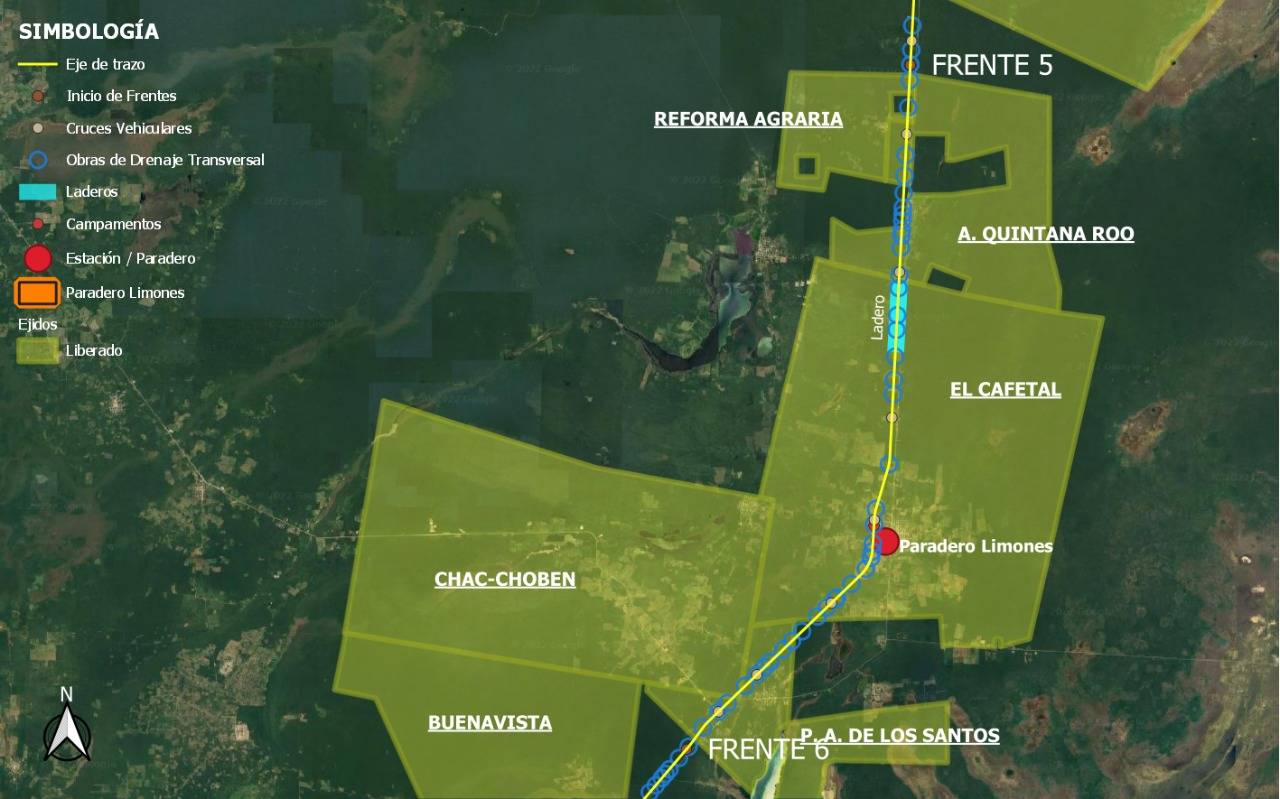 SIMBOLOGÍA
Eje de trazo
Inicio de Frentes
Cruces Vehiculares
Obras de Drenaje Transversal
Laderos
Campamentos
Estación / Paradero
Paradero Limones
Ejidos
Liberado
FRENTE 5
REFORMA AGRARIA
A. QUINTANA ROO
Ladero
EL CAFETAL
Paradero Limones
CHAC-CHOBEN
BUENAVISTA
P. A. DE LOS SANTOS
FRENTE 6
N